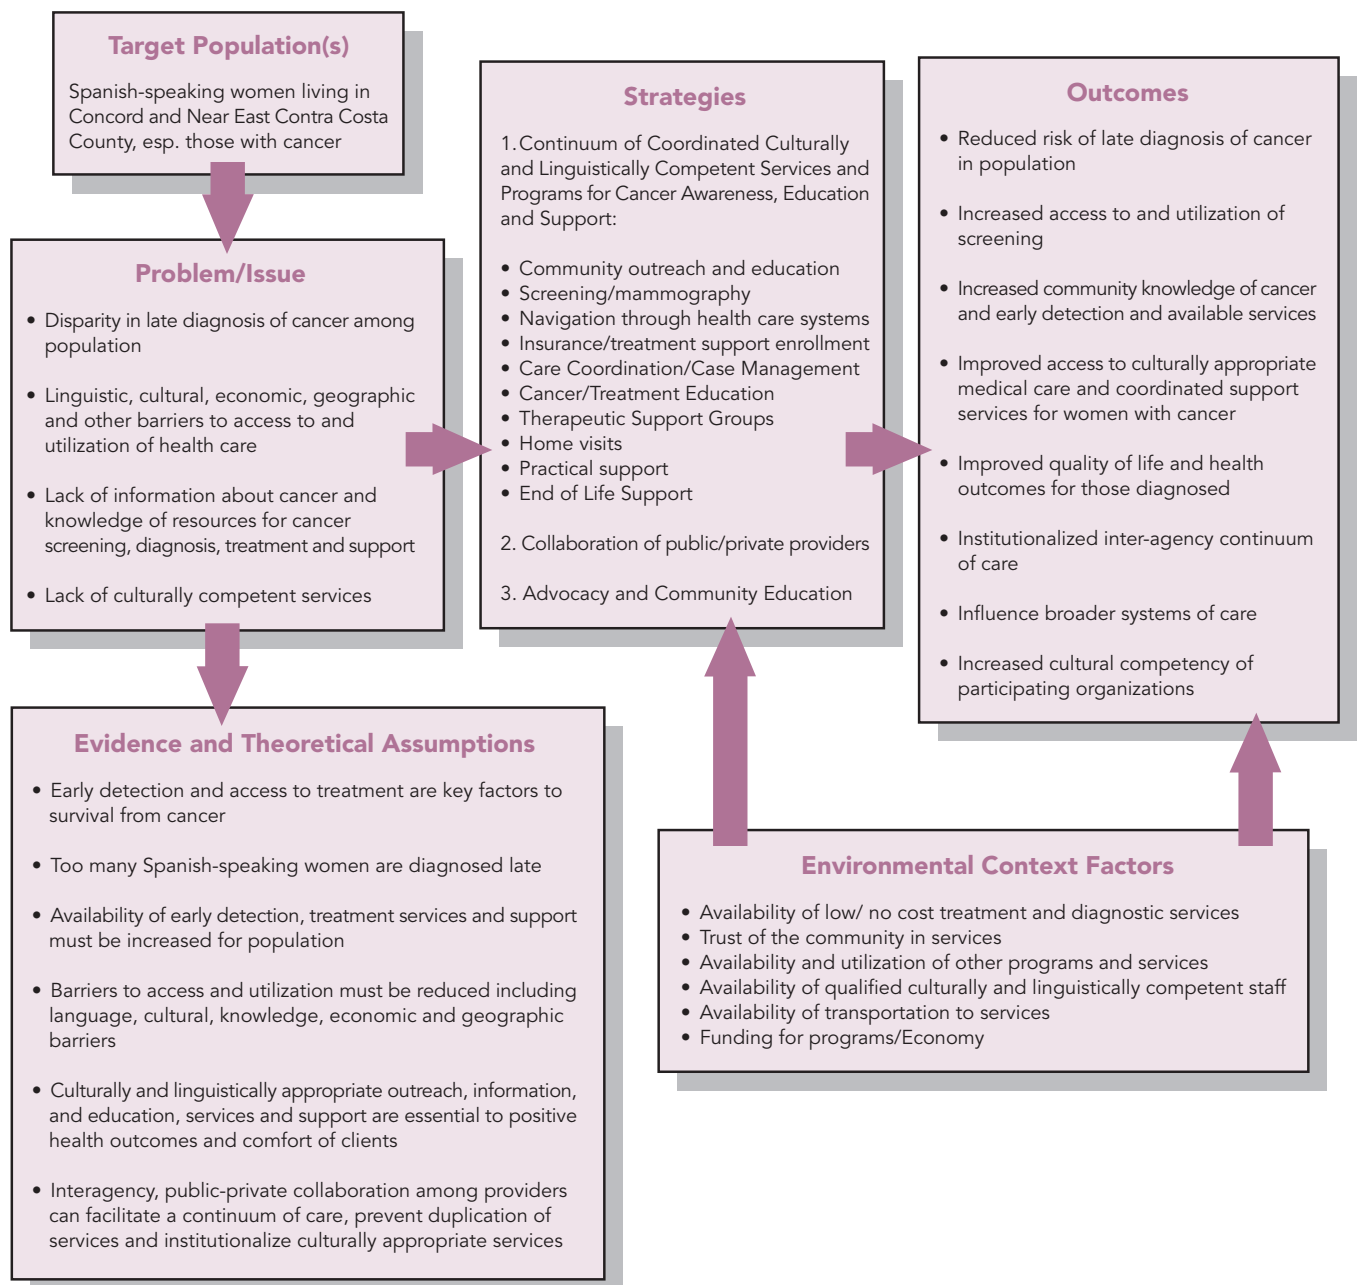 Target Population(s)
Spanish-speaking women living in
Concord and Near East Contra Costa
County, esp. those with cancer
Problem/Issue
• Disparity in late diagnosis of cancer among
population
• Linguistic, cultural, economic, geographic
and other barriers to access to and
utilization of health care
• Lack of information about cancer and
knowledge of resources for cancer
screening, diagnosis, treatment and support
• Lack of culturally competent services
Evidence and Theoretical Assumptions
• Early detection and access to treatment are key factors to
survival from cancer
• Too many Spanish-speaking women are diagnosed late
• Availability of early detection, treatment services and support
must be increased for population
• Barriers to access and utilization must be reduced including
language, cultural, knowledge, economic and geographic
barriers
• Culturally and linguistically appropriate outreach, information,
and education, services and support are essential to positive
health outcomes and comfort of clients
• Interagency, public-private collaboration among providers
can facilitate a continuum of care, prevent duplication of
services and institutionalize culturally appropriate services
Strategies
1. Continuum of Coordinated Culturally
and Linguistically Competent Services and
Programs for Cancer Awareness, Education
and Support:
• Community outreach and education
• Screening/mammography
• Navigation through health care systems
• Insurance/treatment support enrollment
• Care Coordination/Case Management
• Cancer/Treatment Education
• Therapeutic Support Groups
• Home visits
• Practical support
• End of Life Support
2. Collaboration of public/private providers
3. Advocacy and Community Education
Outcomes
• Reduced risk of late diagnosis of cancer
in population
• Increased access to and utilization of
screening
• Increased community knowledge of cancer
and early detection and available services
• Improved access to culturally appropriate
medical care and coordinated support
services for women with cancer
• Improved quality of life and health
outcomes for those diagnosed
• Institutionalized inter-agency continuum
of care
• Influence broader systems of care
• Increased cultural competency of
participating organizations
Environmental Context Factors
• Availability of low/ no cost treatment and diagnostic services
• Trust of the community in services
• Availability and utilization of other programs and services
• Availability of qualified culturally and linguistically competent staff
• Availability of transportation to services
• Funding for programs/Economy